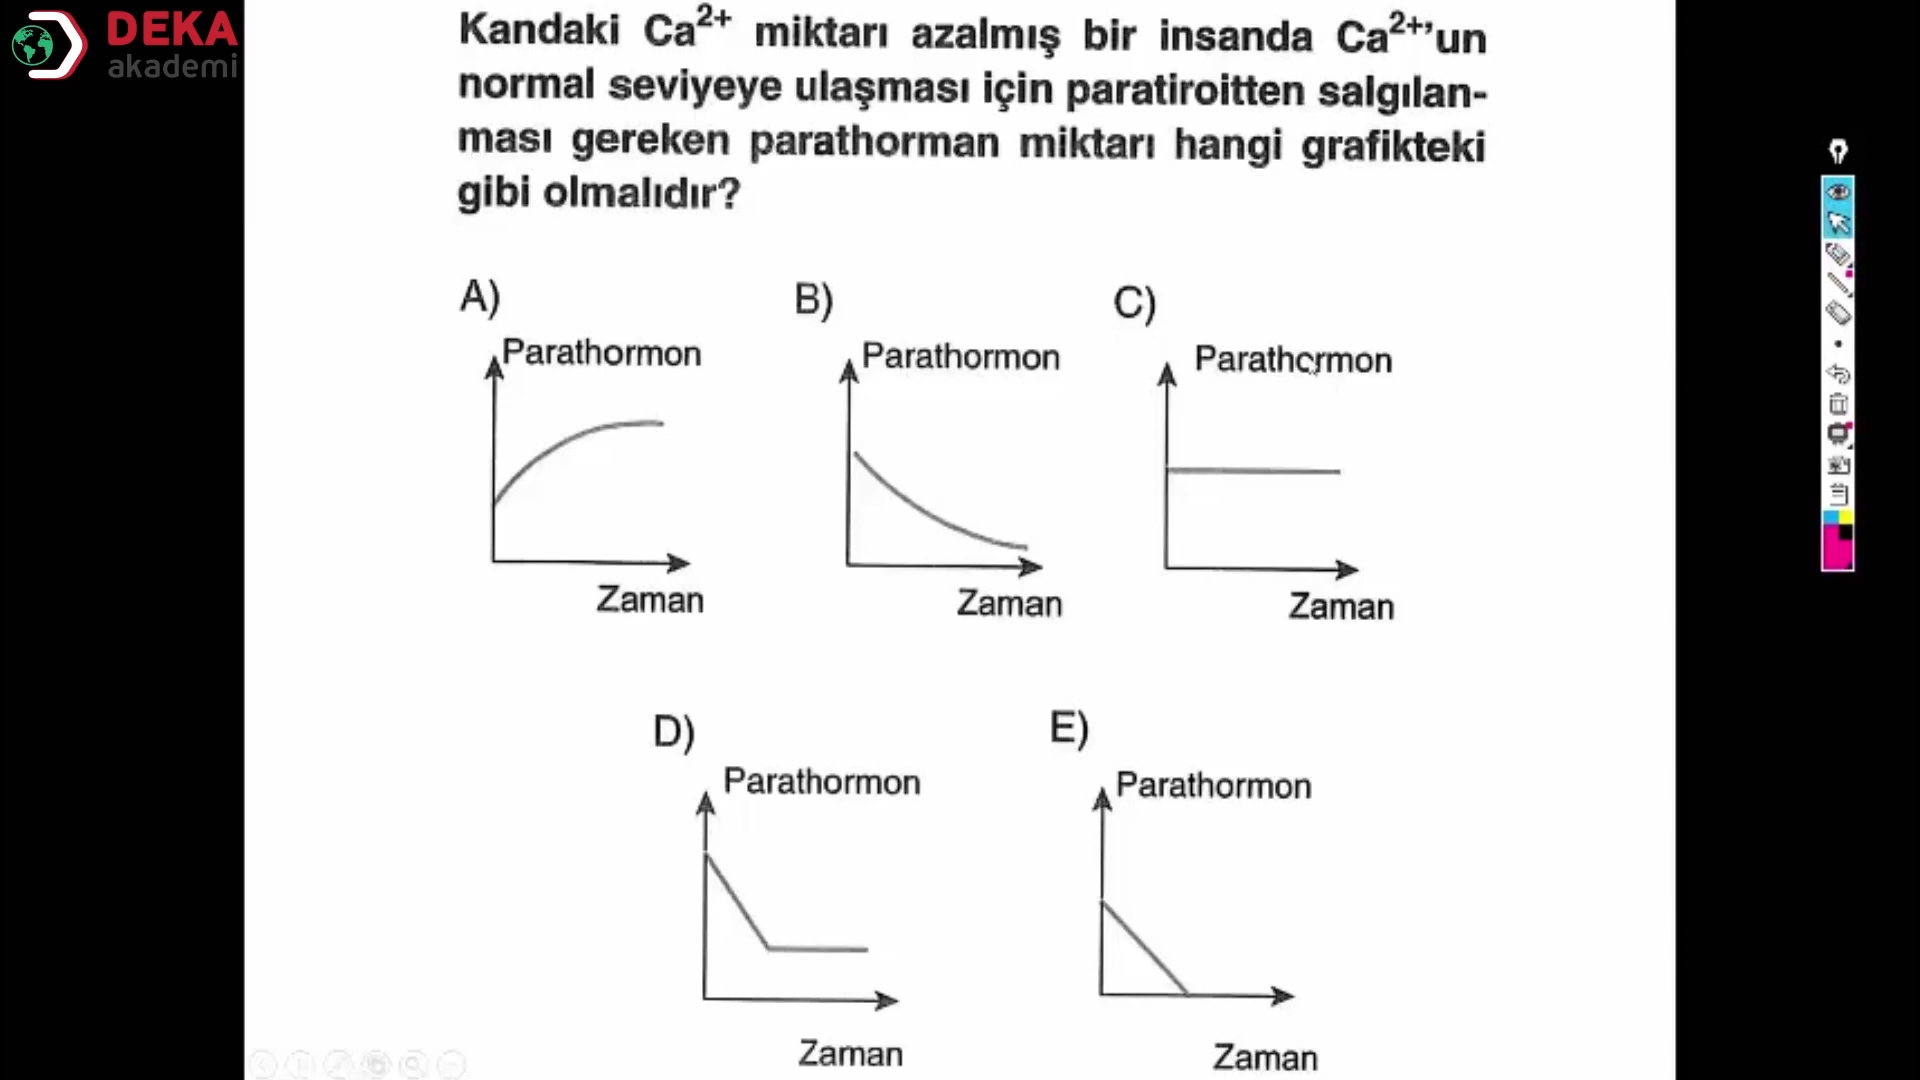 DEKA
akademi
Kandaki Ca²⁺ miktarı azalmış bir insanda Ca²⁺'un
normal seviyeye ulaşması için paratiroitten salgılan-
ması gereken parathorman miktarı hangi grafikteki
gibi olmalıdır?
A)
Parathormon
Zaman
B)
Parathormon
Zaman
C)
Parathormon
Zaman
D)
Parathormon
Zaman
E)
Parathormon
Zaman